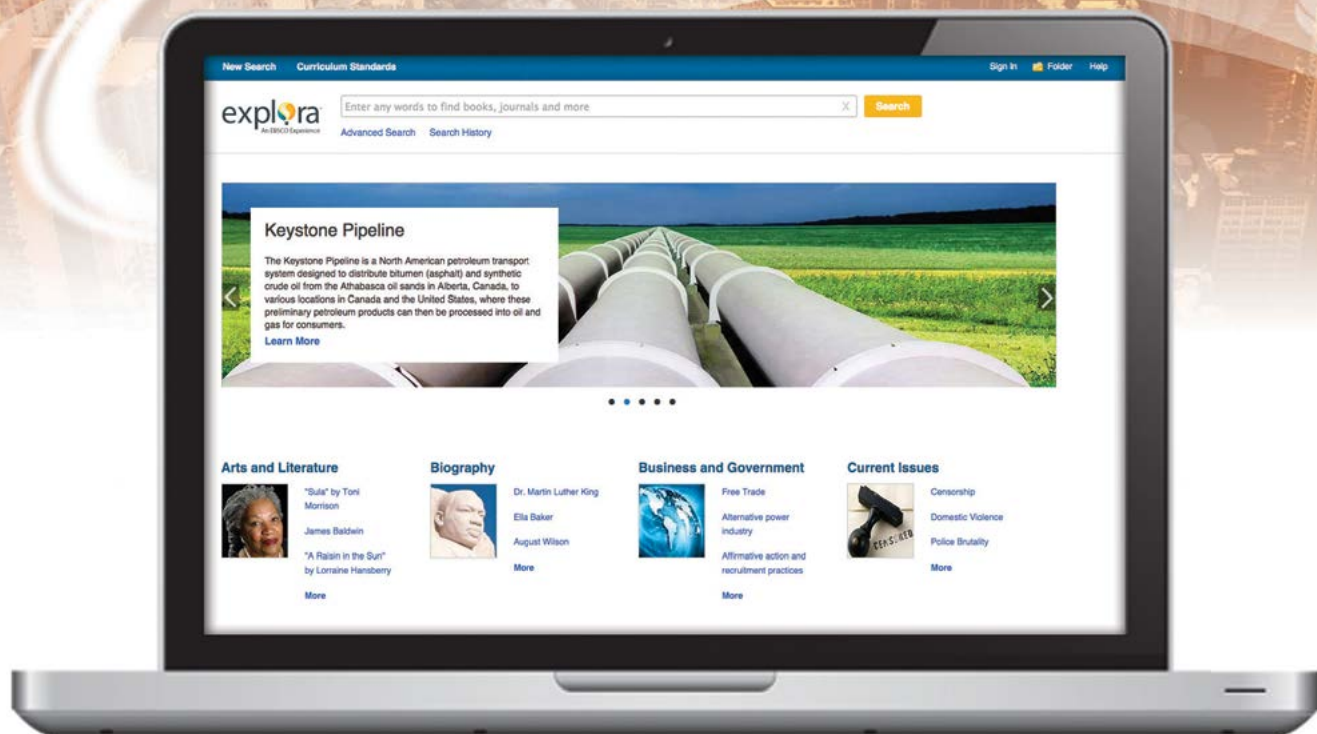 New Search Curriculum Standards Sign In Folder Help
explora
An EBSCO Experience
Enter any words to find books, journals and more X Search
Advanced Search Search History
Keystone Pipeline
The Keystone Pipeline is a North American petroleum transport
system designed to distribute bitumen (asphalt) and synthetic
crude oil from the Athabasca oil sands in Alberta, Canada, to
various locations in Canada and the United States, where these
preliminary petroleum products can then be processed into oil and
gas for consumers.
Learn More
Arts and Literature
"Sula" by Toni
Morrison
James Baldwin
"A Raisin in the Sun"
by Lorraine Hansberry
More
Biography
Dr. Martin Luther King
Ella Baker
August Wilson
More
Business and Government
Free Trade
Alternative power
industry
Affirmative action and
recruitment practices
More
Current Issues
CENSORED
Censorship
Domestic Violence
Police Brutality
More